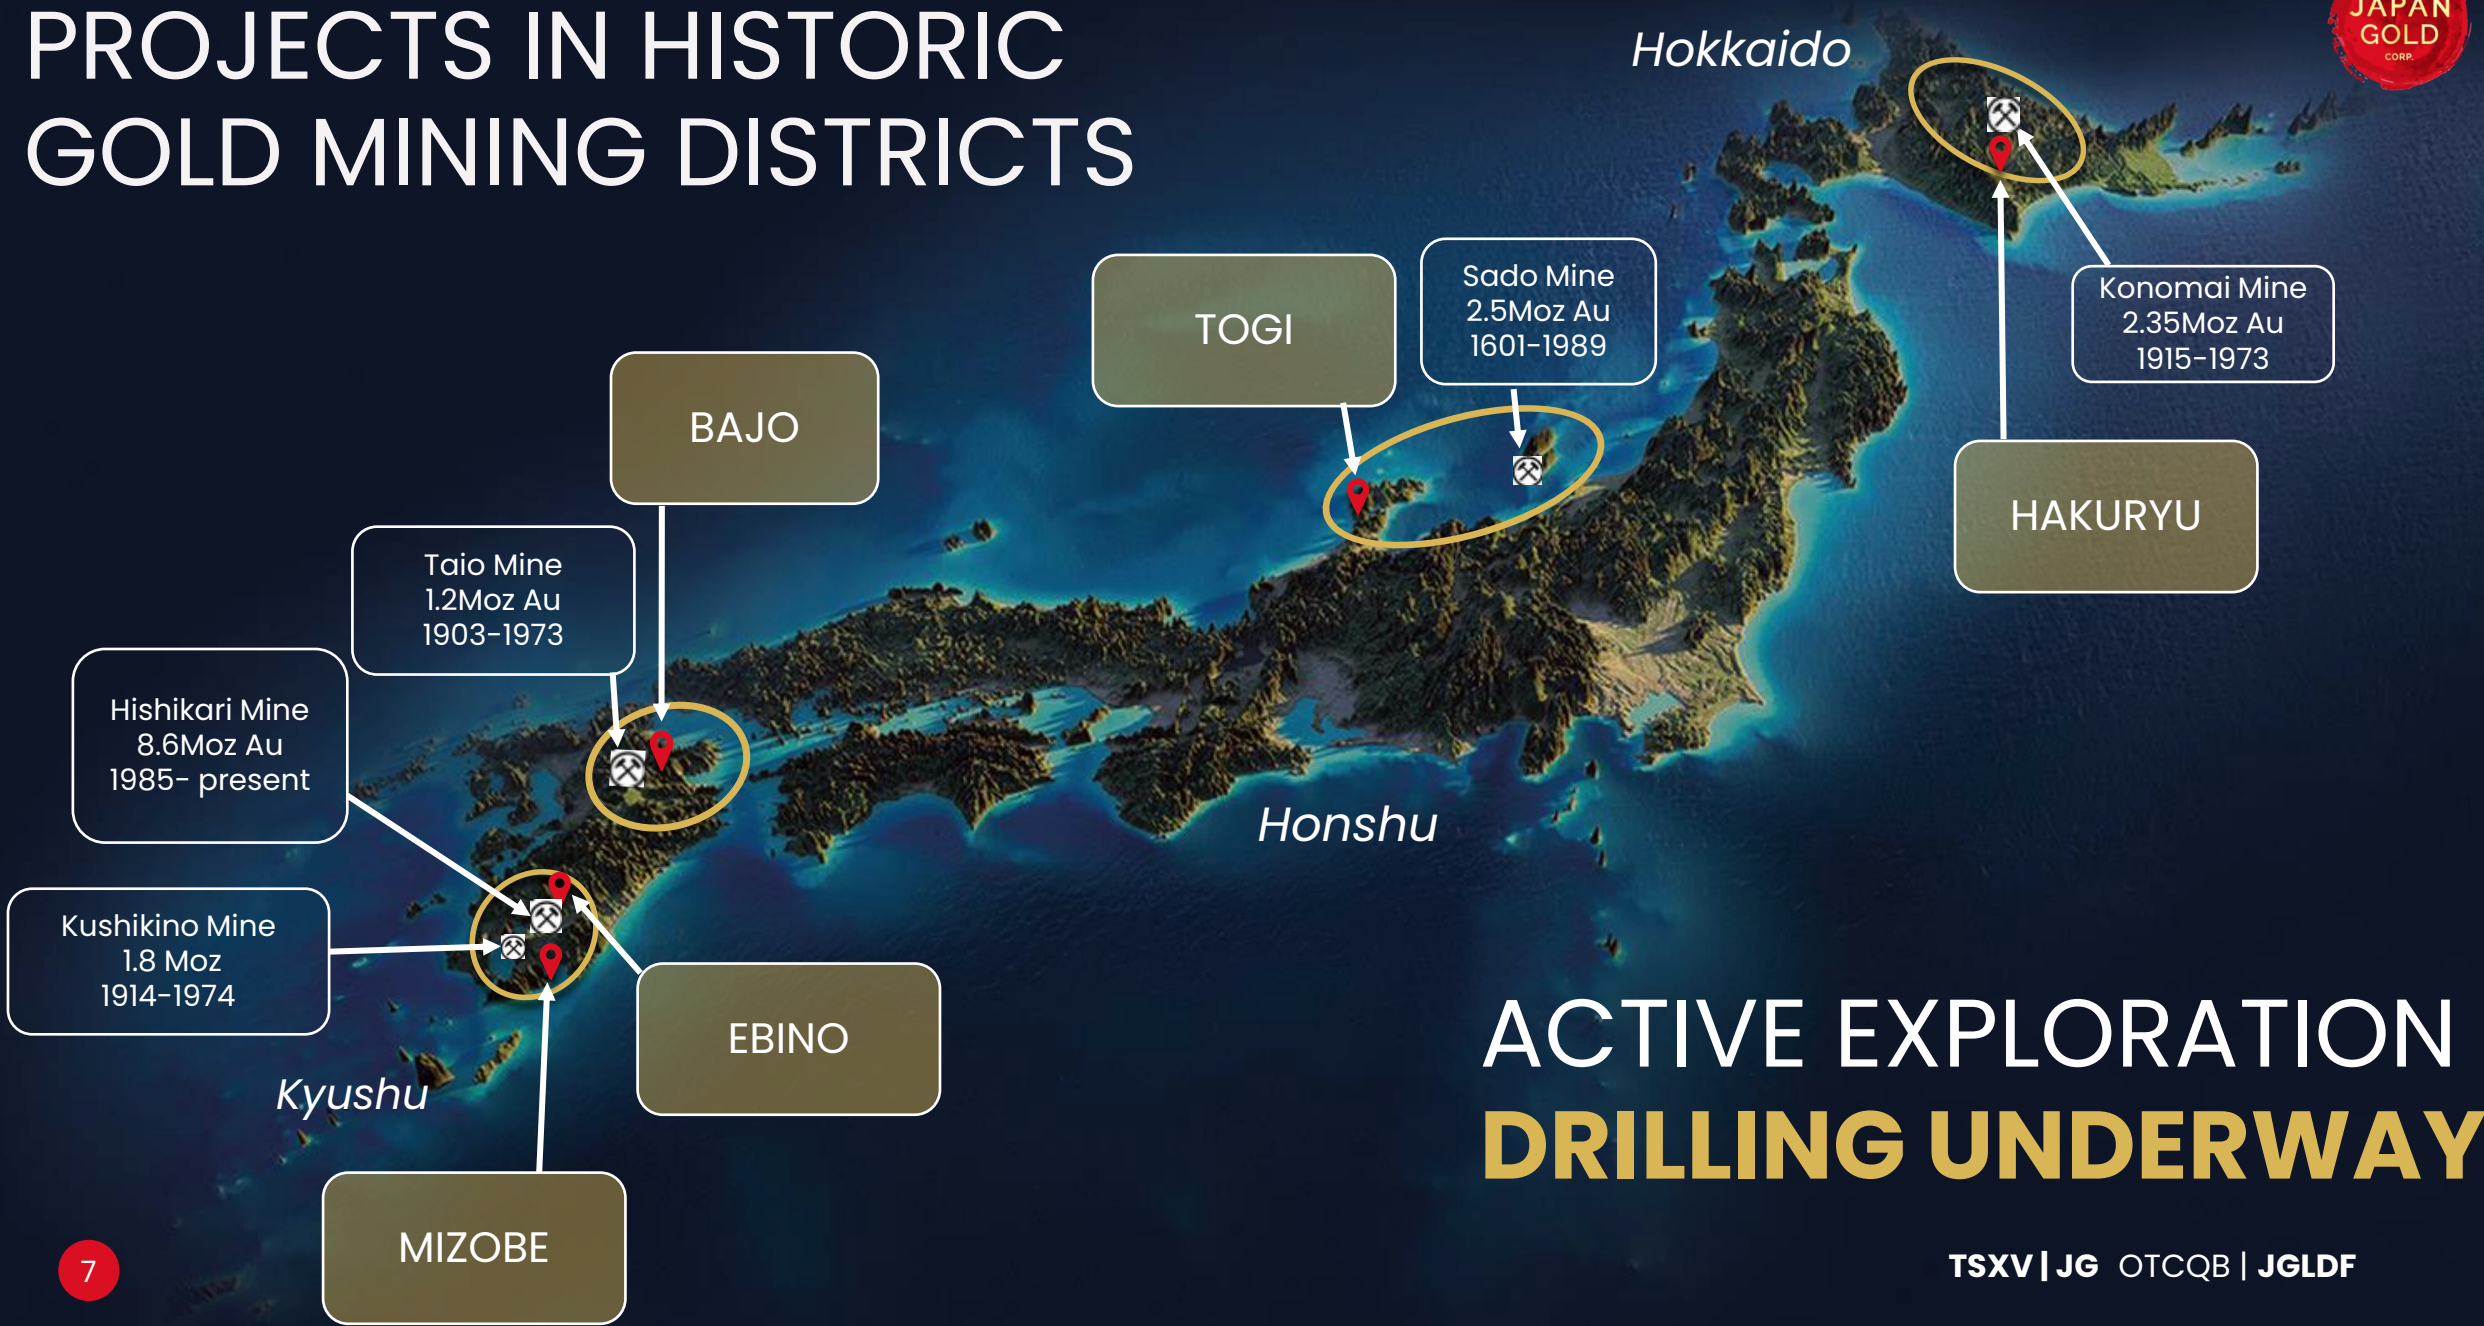 PROJECTS IN HISTORIC
GOLD MINING DISTRICTS
JAPAN
GOLD
CORP.
Hokkaido
Sado Mine
2.5Moz Au
1601-1989
TOGI
Konomai Mine
2.35Moz Au
1915-1973
BAJO
HAKURYU
Taio Mine
1.2Moz Au
1903-1973
Hishikari Mine
8.6Moz Au
1985- present
Honshu
Kushikino Mine
1.8 Moz
1914-1974
EBINO
Kyushu
MIZOBE
ACTIVE EXPLORATION
DRILLING UNDERWAY
7
TSXV | JG OTCQB | JGLDF